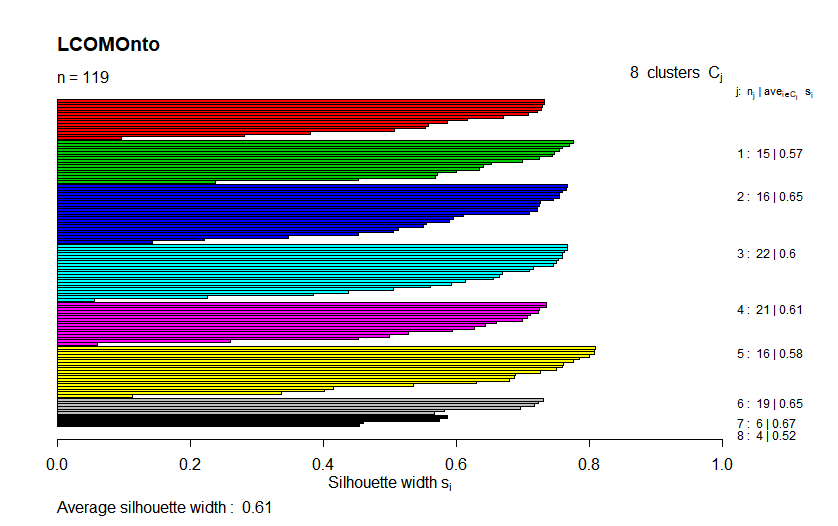 LCOMOnto
n = 119
8 clusters Cj
j: nj | avei∈Cj si
1 : 15 | 0.57
2 : 16 | 0.65
3 : 22 | 0.6
4 : 21 | 0.61
5 : 16 | 0.58
6 : 19 | 0.65
7 : 6 | 0.67
8 : 4 | 0.52
0.0 0.2 0.4 0.6 0.8 1.0
Silhouette width si
Average silhouette width : 0.61